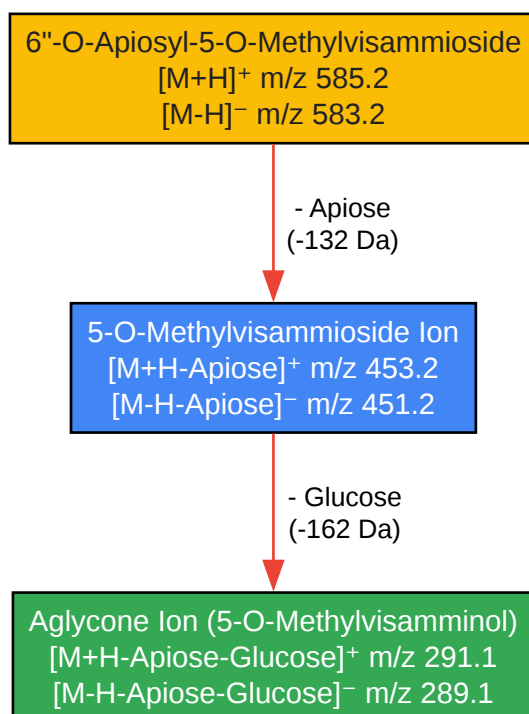 6"-O-Apiosyl-5-O-Methylvisammioside
[M+H]⁺ m/z 585.2
[M-H]⁻ m/z 583.2
- Apiose
(-132 Da)
5-O-Methylvisammioside Ion
[M+H-Apiose]⁺ m/z 453.2
[M-H-Apiose]⁻ m/z 451.2
- Glucose
(-162 Da)
Aglycone Ion (5-O-Methylvisamminol)
[M+H-Apiose-Glucose]⁺ m/z 291.1
[M-H-Apiose-Glucose]⁻ m/z 289.1